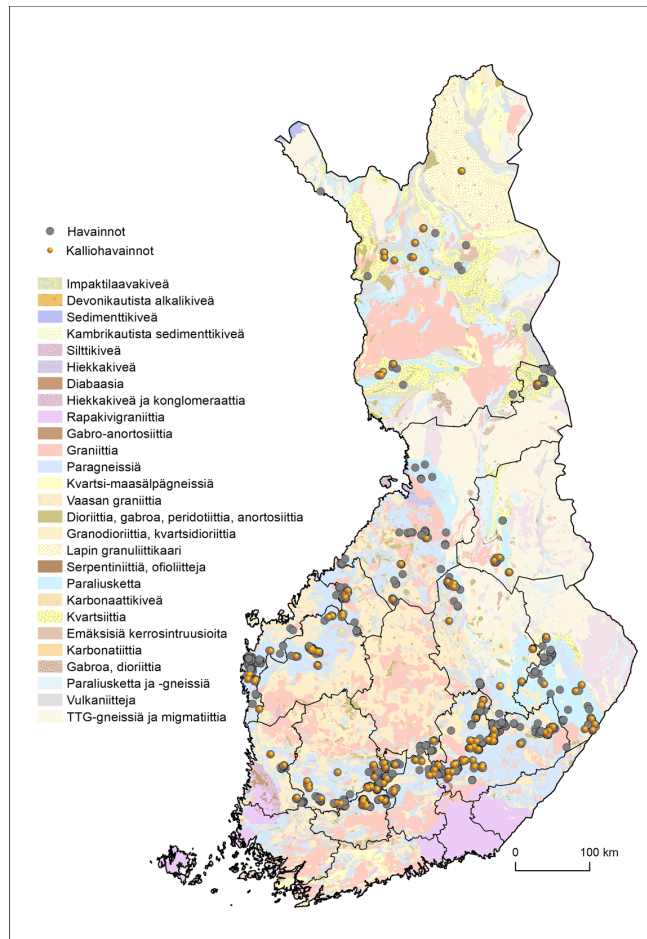 Havainnot
Kalliohavainnot
Impaktilaavakiveä
Devonikautista alkalikiveä
Sedimenttikiveä
Kambrikautista sedimenttikiveä
Silttikiveä
Hiekkakiveä
Diabaasia
Hiekkakiveä ja konglomeraattia
Rapakivigraniittia
Gabro-anortosiittia
Graniittia
Paragneissiä
Kvartsi-maasälpägneissiä
Vaasan graniittia
Dioriittia, gabroa, peridotiittia, anortosiittia
Granodioriittia, kvartsidioriittia
Lapin granuliittikaari
Serpentiniittiä, ofioliitteja
Paraliusketta
Karbonaattikiveä
Kvartsiittia
Emäksisiä kerrosintruusioita
Karbonatiittia
Gabroa, dioriittia
Paraliusketta ja -gneissiä
Vulkaniitteja
TTG-gneissiä ja migmatiittia
0 100 km